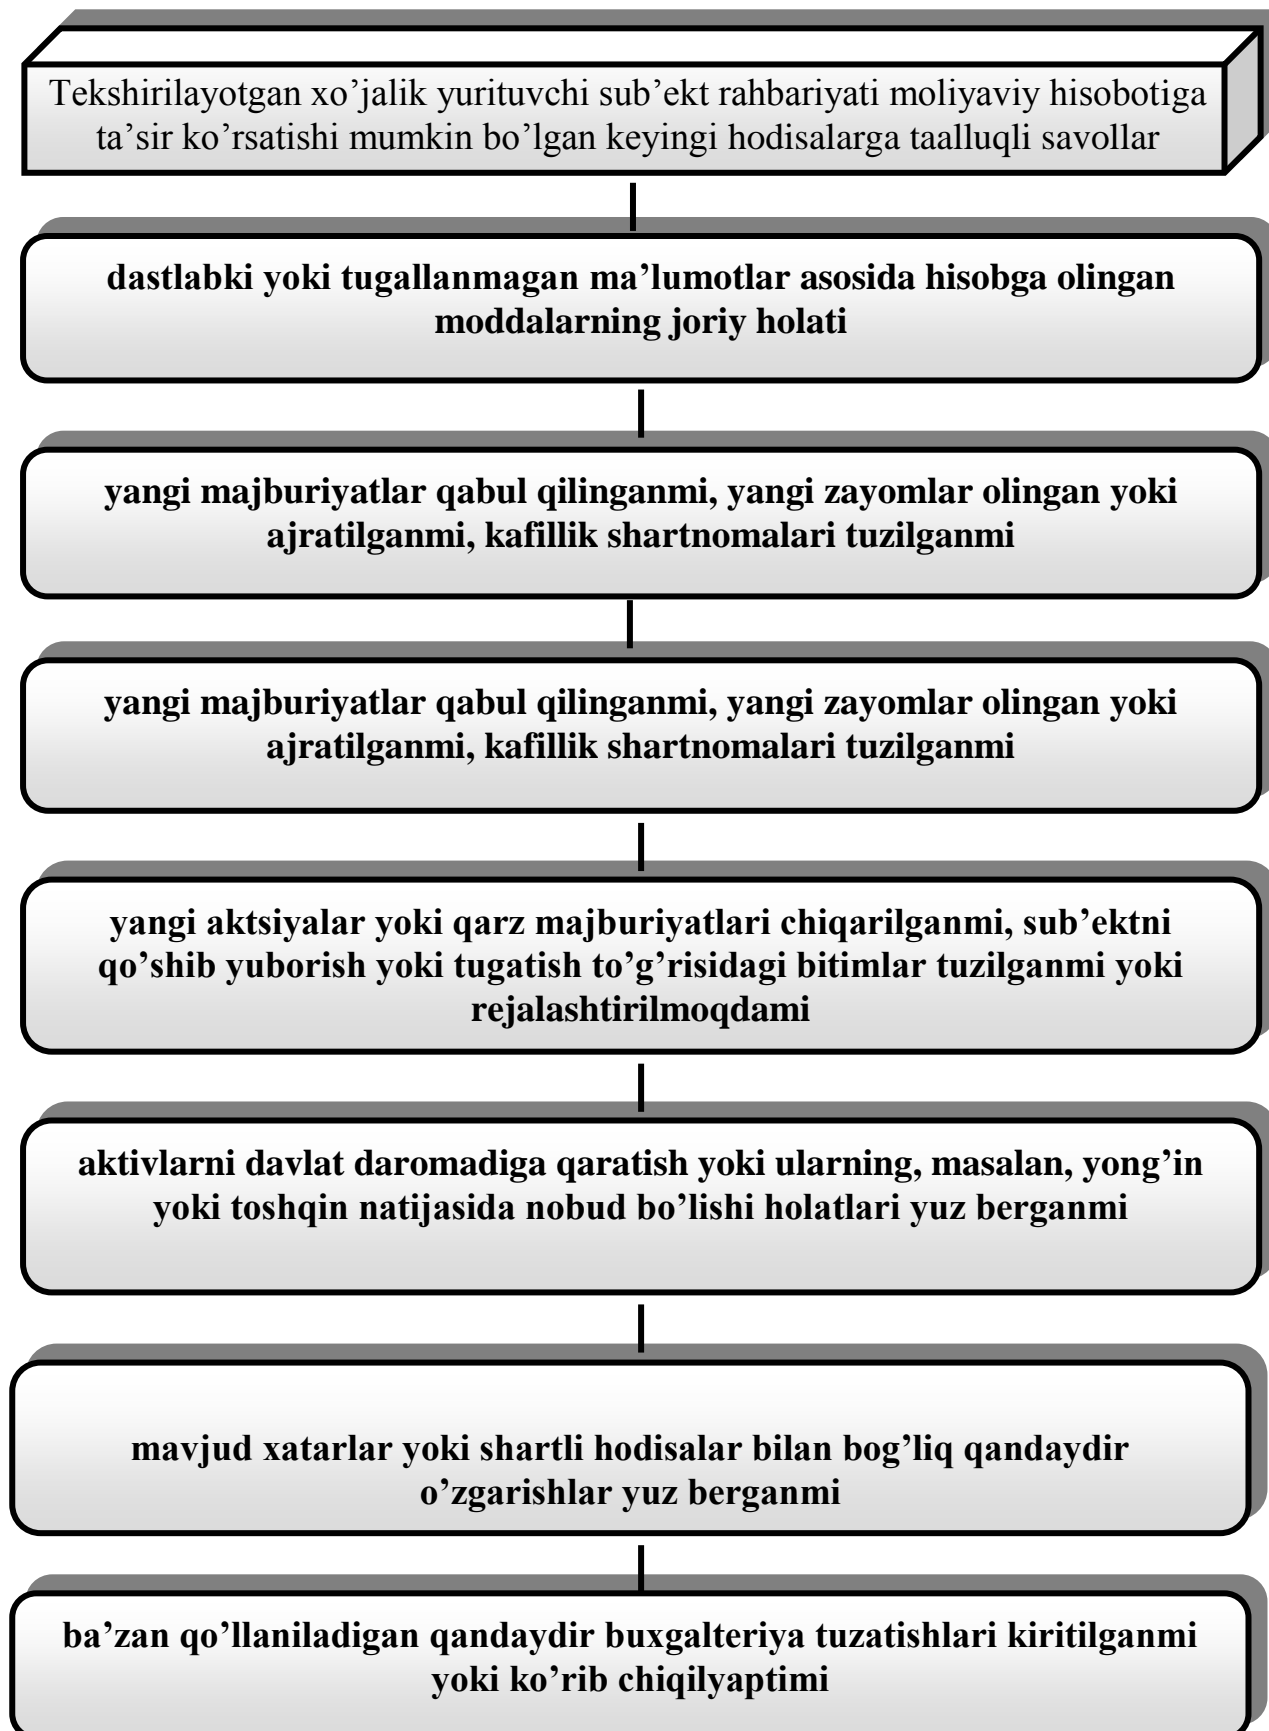 Tekshirilayotgan xo’jalik yurituvchi sub’ekt rahbariyati moliyaviy hisobotiga
ta’sir ko’rsatishi mumkin bo’lgan keyingi hodisalarga taalluqli savollar
dastlabki yoki tugallanmagan ma’lumotlar asosida hisobga olingan
moddalarning joriy holati
yangi majburiyatlar qabul qilinganmi, yangi zayomlar olingan yoki
ajratilganmi, kafillik shartnomalari tuzilganmi
yangi majburiyatlar qabul qilinganmi, yangi zayomlar olingan yoki
ajratilganmi, kafillik shartnomalari tuzilganmi
yangi aktsiyalar yoki qarz majburiyatlari chiqarilganmi, sub’ektni
qo’shib yuborish yoki tugatish to’g’risidagi bitimlar tuzilganmi yoki
rejalashtirilmoqdami
aktivlarni davlat daromadiga qaratish yoki ularning, masalan, yong’in
yoki toshqin natijasida nobud bo’lishi holatlari yuz berganmi
mavjud xatarlar yoki shartli hodisalar bilan bog’liq qandaydir
o’zgarishlar yuz berganmi
ba’zan qo’llaniladigan qandaydir buxgalteriya tuzatishlari kiritilganmi
yoki ko’rib chiqilyaptimi